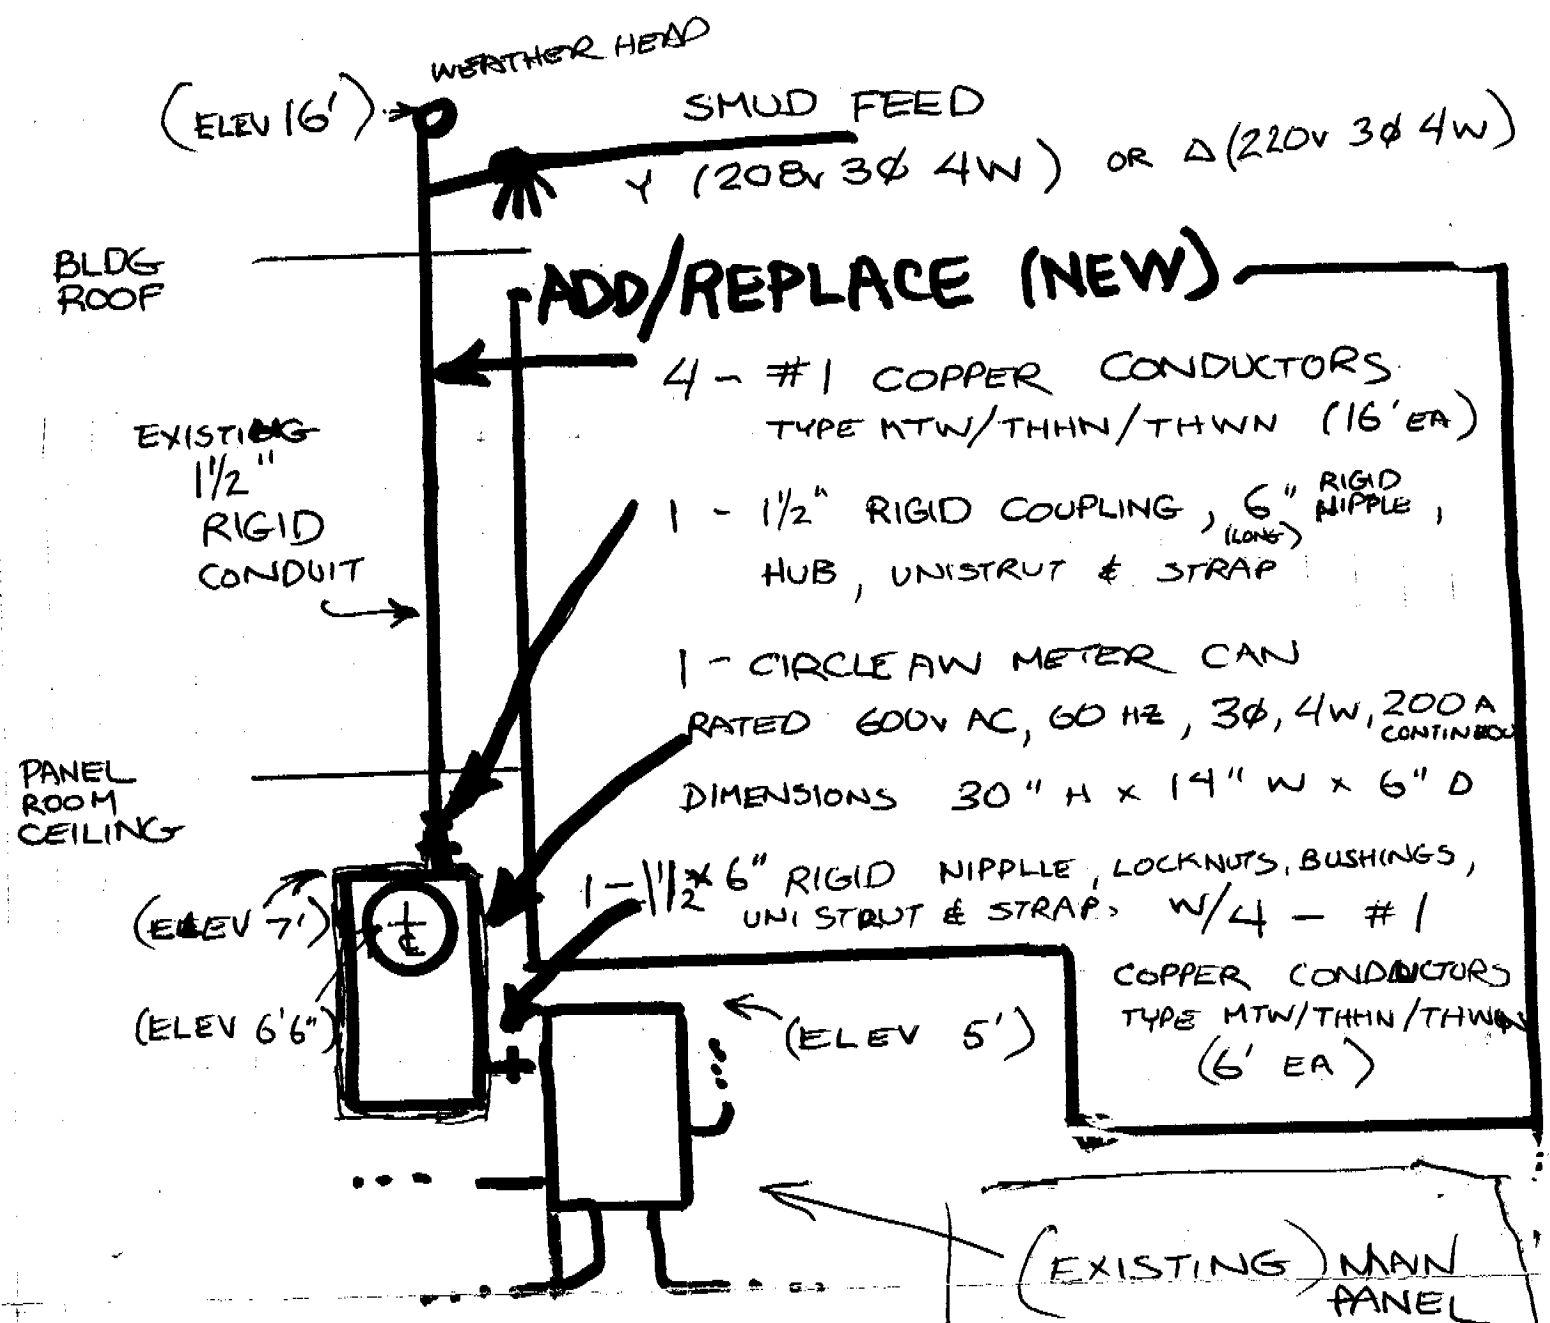 WEATHER HEAD
(ELEV 16')
SMUD FEED
Y (208V 3Ø 4W) OR Δ (220V 3Ø 4W)
BLDG
ROOF
ADD/REPLACE (NEW)
4 - #1 COPPER CONDUCTORS
TYPE MTW/THHN/THWN (16' EA)
EXISTING
1 1/2"
RIGID
CONDUIT
1 - 1 1/2" RIGID COUPLING, 6" RIGID NIPPLE,
(LONG)
HUB, UNISTRUT & STRAP
1 - CIRCLE AW METER CAN
RATED 600V AC, 60 HZ, 3Ø, 4W, 200A
CONTINUOU
DIMENSIONS 30" H x 14" W x 6" D
PANEL
ROOM
CEILING
1 - 1 1/2 x 6" RIGID NIPPLLE, LOCKNUTS, BUSHINGS,
UNISTRUT & STRAP, W/4 - #1
COPPER CONDUCTORS
TYPE MTW/THHN/THWN
(6' EA)
(ELEV 7')
℄
(ELEV 6'6")
(ELEV 5')
(EXISTING) MAIN
PANEL